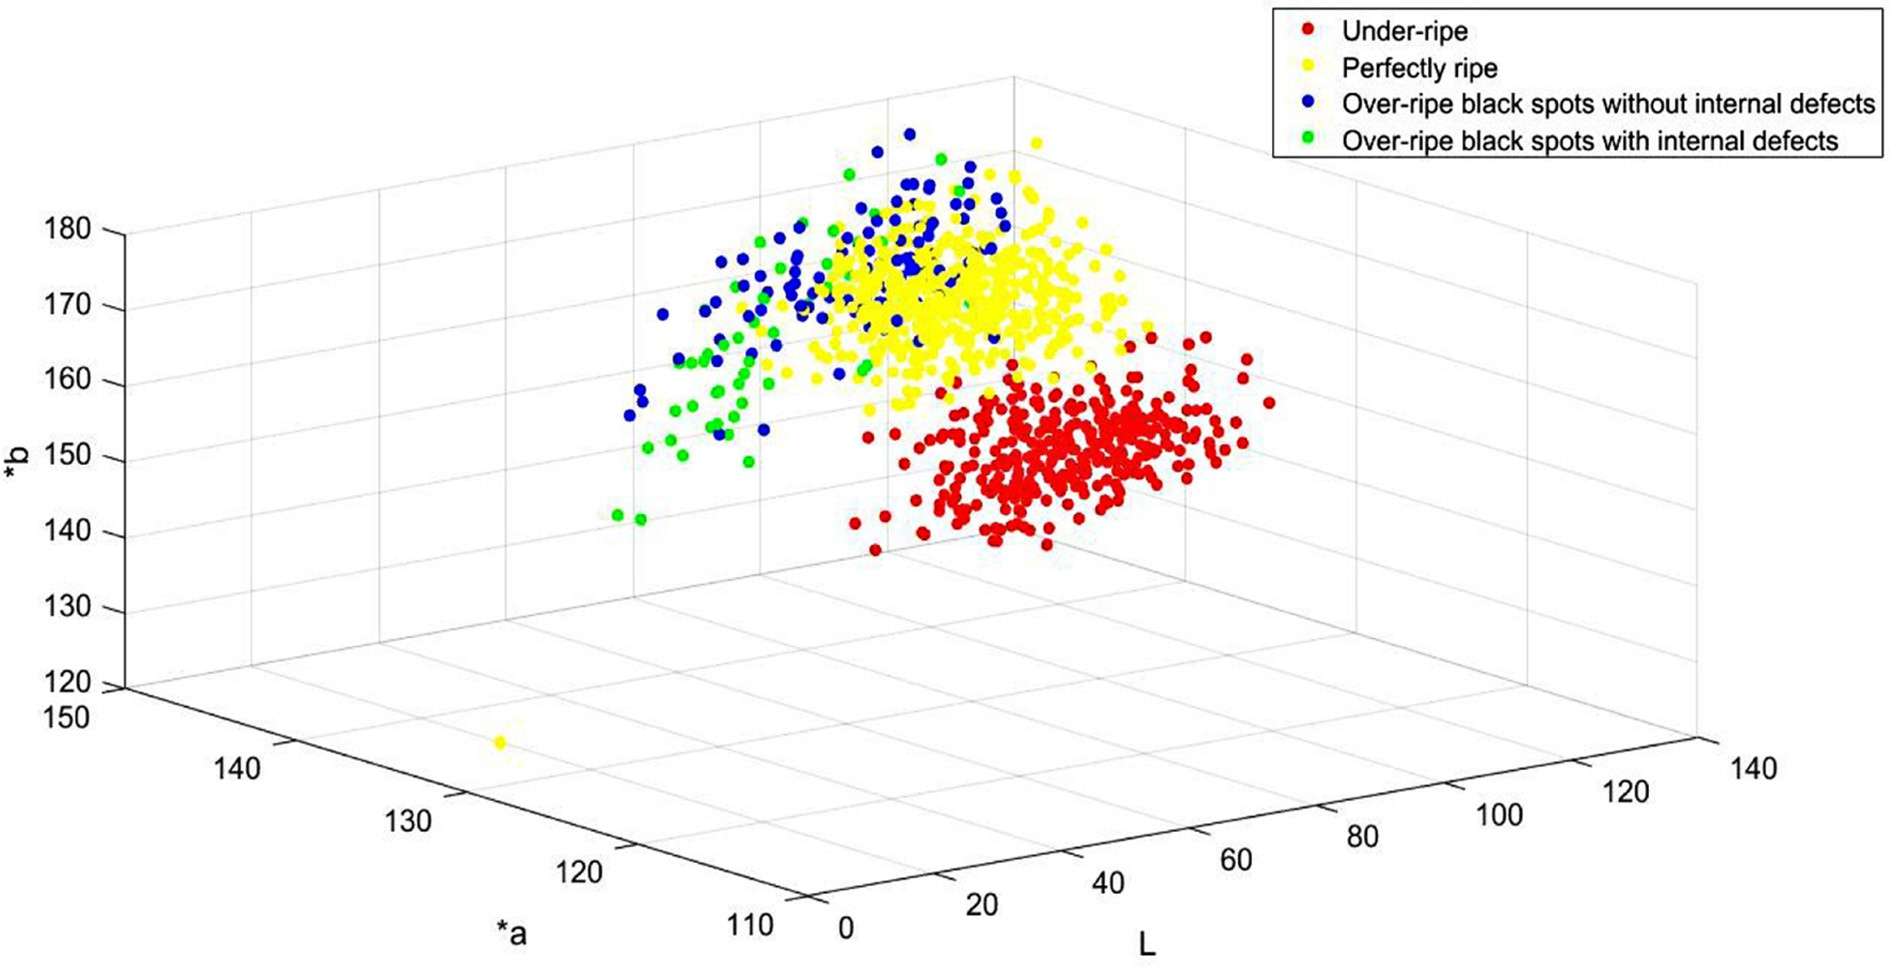 Under-ripe
Perfectly ripe
Over-ripe black spots without internal defects
Over-ripe black spots with internal defects
180
170
160
150
140
130
120
*b
150
140
130
120
110
*a
0
20
40
60
80
100
120
140
L